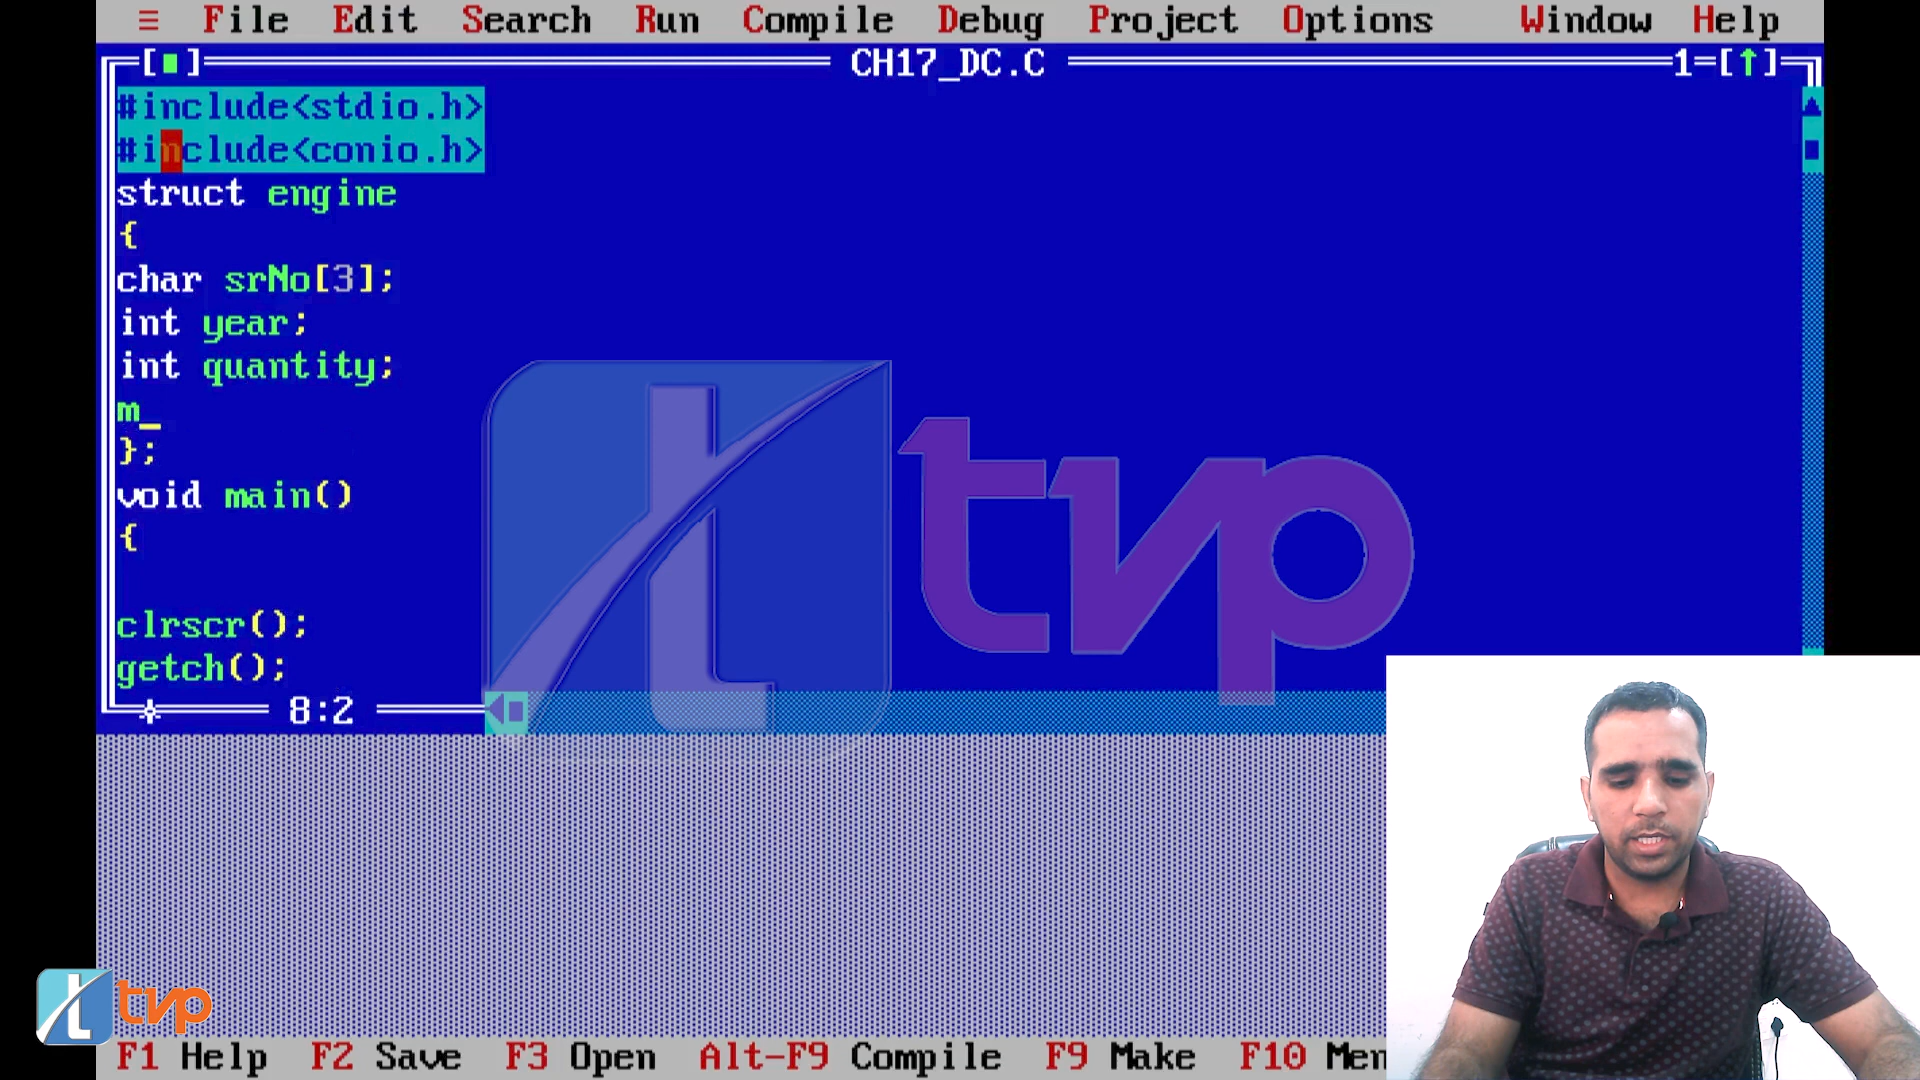 ≡ File Edit Search Run Compile Debug Project Options Window Help
[■] CH17_DC.C 1=[↑]
#include<stdio.h>
#include<conio.h>
struct engine
{
char srNo[3];
int year;
int quantity;
m_
};
void main()
{
clrscr();
getch();
8:2
tvp
tvp
F1 Help F2 Save F3 Open Alt-F9 Compile F9 Make F10 Men